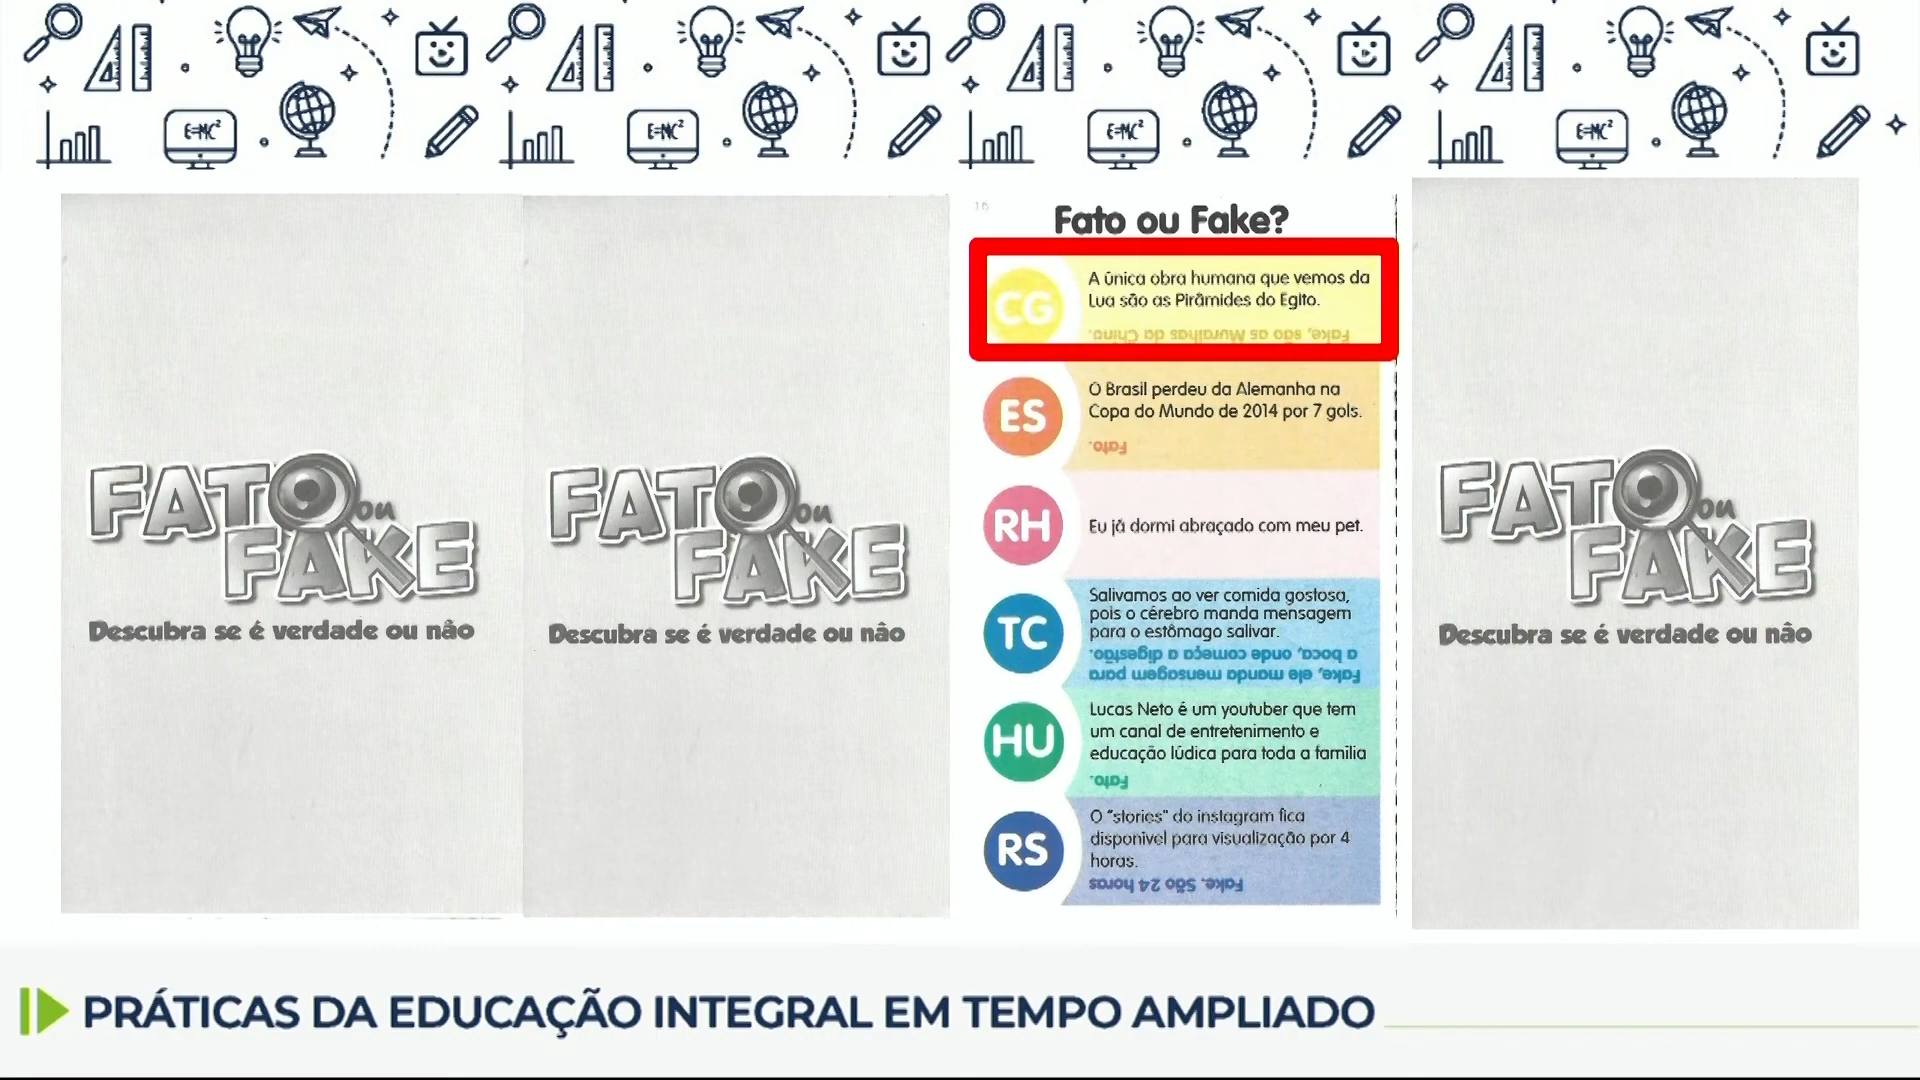 E=MC²
E=MC²
E=MC²
E=MC²
FATO ou
FAKE
Descubra se é verdade ou não
FATO ou
FAKE
Descubra se é verdade ou não
16
Fato ou Fake?
CG
A única obra humana que vemos da
Lua são as Pirâmides do Egito.
Fake, são as Muralhas da China.
ES
O Brasil perdeu da Alemanha na
Copa do Mundo de 2014 por 7 gols.
Fato.
RH
Eu já dormi abraçado com meu pet.
TC
Salivamos ao ver comida gostosa,
pois o cérebro manda mensagem
para o estômago salivar.
Fake, ele manda mensagem para
a boca, onde começa a digestão.
HU
Lucas Neto é um youtuber que tem
um canal de entretenimento e
educação lúdica para toda a família
Fato.
RS
O "stories" do instagram fica
disponível para visualização por 4
horas.
Fake. São 24 horas
FATO ou
FAKE
Descubra se é verdade ou não
PRÁTICAS DA EDUCAÇÃO INTEGRAL EM TEMPO AMPLIADO